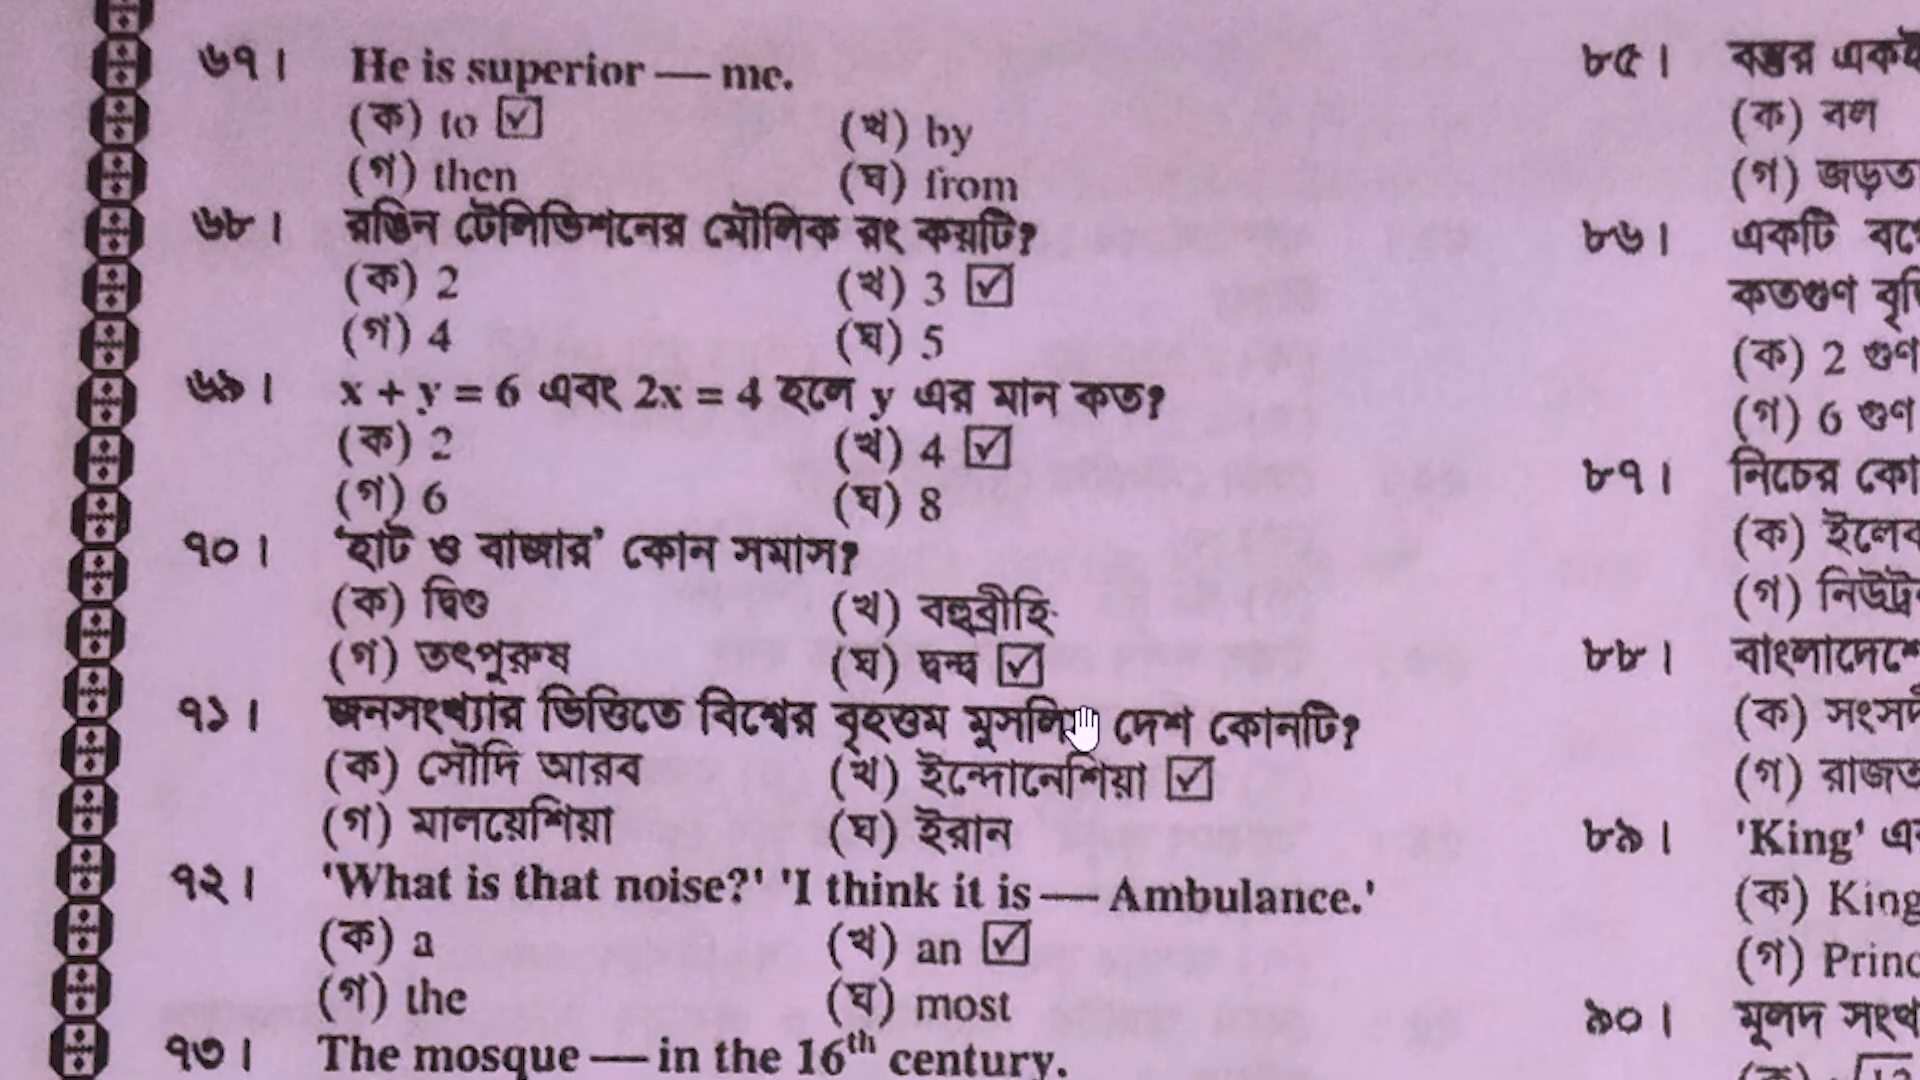 ৬৭। He is superior — me.
(ক) to ☑ (খ) by
(গ) then (ঘ) from
৬৮। রঙিন টেলিভিশনের মৌলিক রং কয়টি?
(ক) 2 (খ) 3 ☑
(গ) 4 (ঘ) 5
৬৯। x + y = 6 এবং 2x = 4 হলে y এর মান কত?
(ক) 2 (খ) 4 ☑
(গ) 6 (ঘ) 8
৭০। 'হাট ও বাজার' কোন সমাস?
(ক) দ্বিগু (খ) বহুব্রীহি
(গ) তৎপুরুষ (ঘ) দ্বন্দ্ব ☑
৭১। জনসংখ্যার ভিত্তিতে বিশ্বের বৃহত্তম দেশ কোনটি?
(ক) সৌদি আরব (খ) ইন্দোনেশিয়া ☑
(গ) মালয়েশিয়া (ঘ) ইরান
৭২। 'What is that noise?' 'I think it is — Ambulance.'
(ক) a (খ) an ☑
(গ) the (ঘ) most
৭৩। The mosque — in the 16th century.
৮৫। বস্তুর
(ক) বল
(গ)
৮৬। একটি
কতগুণ
(ক) 2 গুণ
(গ) 6 গুণ
৮৭। নিচের
(ক)
(গ)
৮৮।
(ক)
(গ)
৮৯। 'King'
(ক) King
(গ)
৯০। মূলদ
(ক)